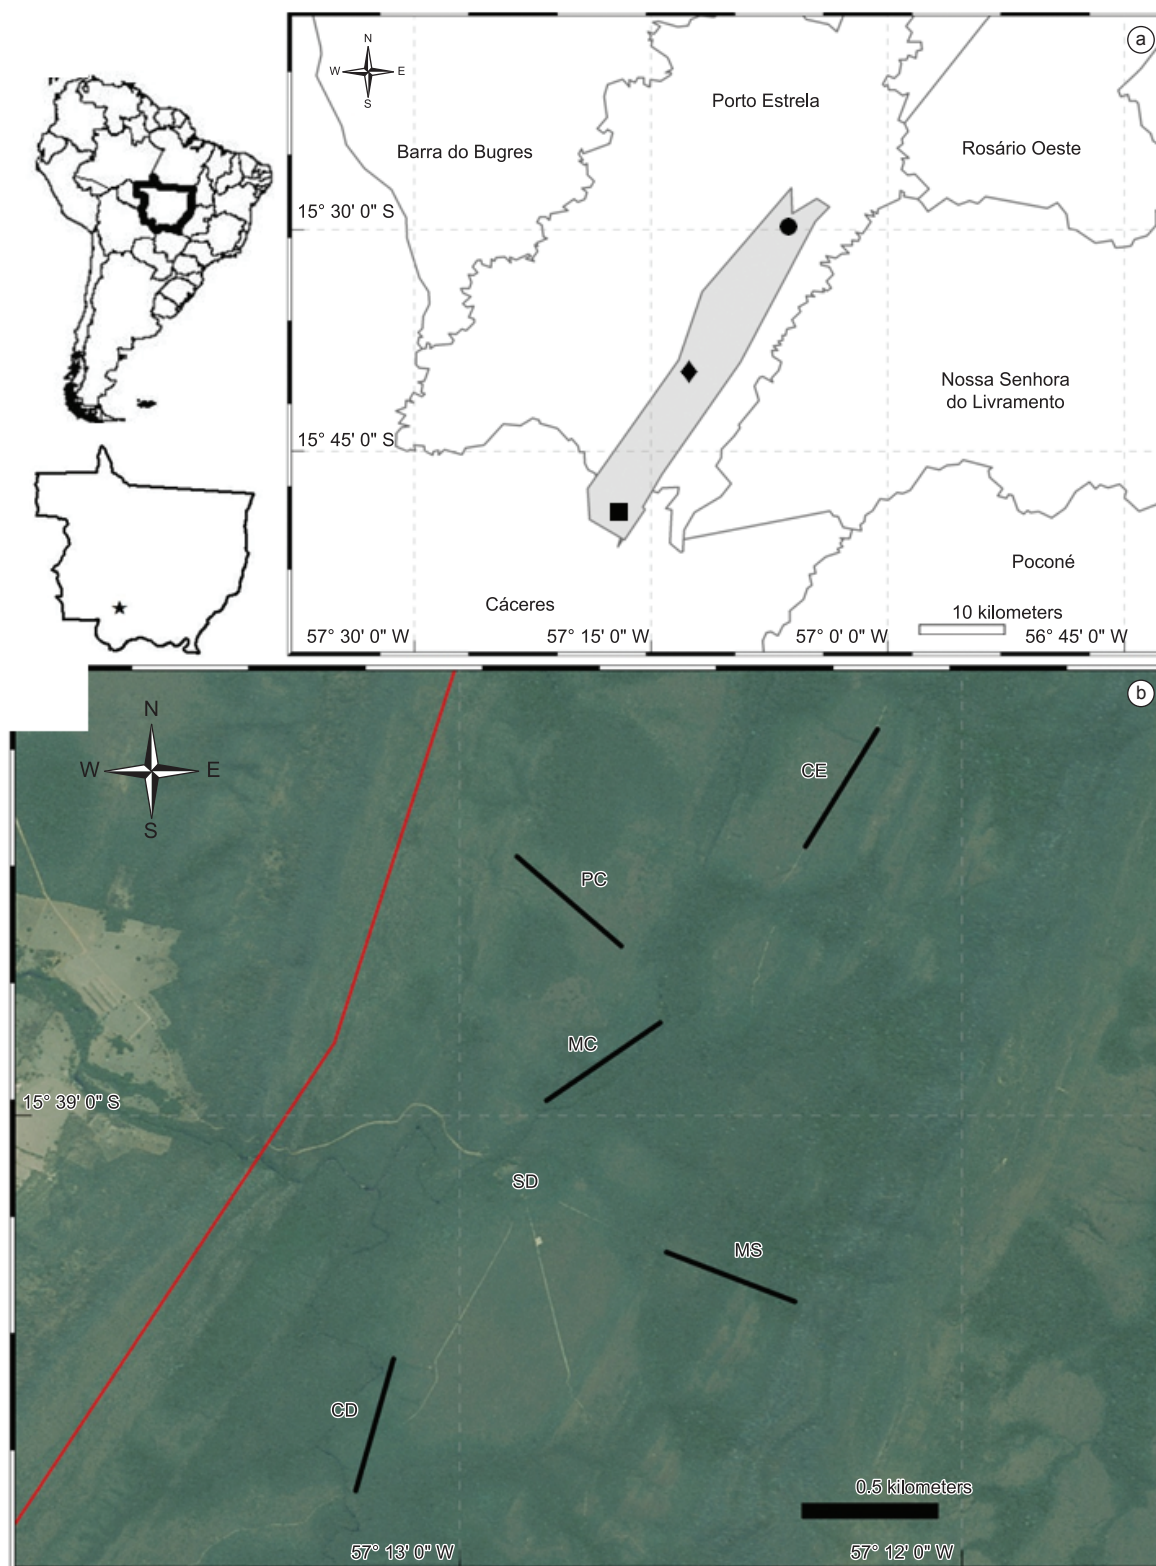 a
N
W E
S
Porto Estrela
Barra do Bugres
Rosário Oeste
15° 30' 0" S
Nossa Senhora
do Livramento
15° 45' 0" S
Poconé
Cáceres
10 kilometers
57° 30' 0" W
57° 15' 0" W
57° 0' 0" W
56° 45' 0" W
b
N
W E
S
CE
PC
MC
15° 39' 0" S
SD
MS
CD
0.5 kilometers
57° 13' 0" W
57° 12' 0" W